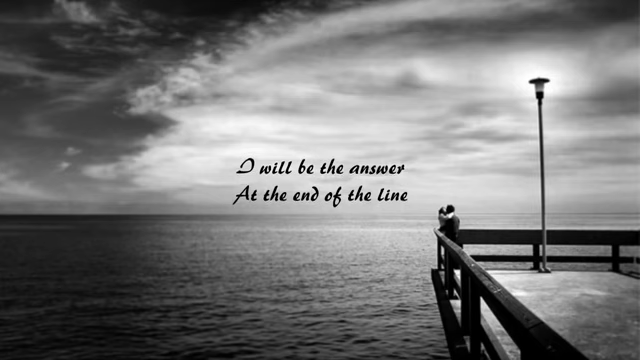 I will be the answer
At the end of the line